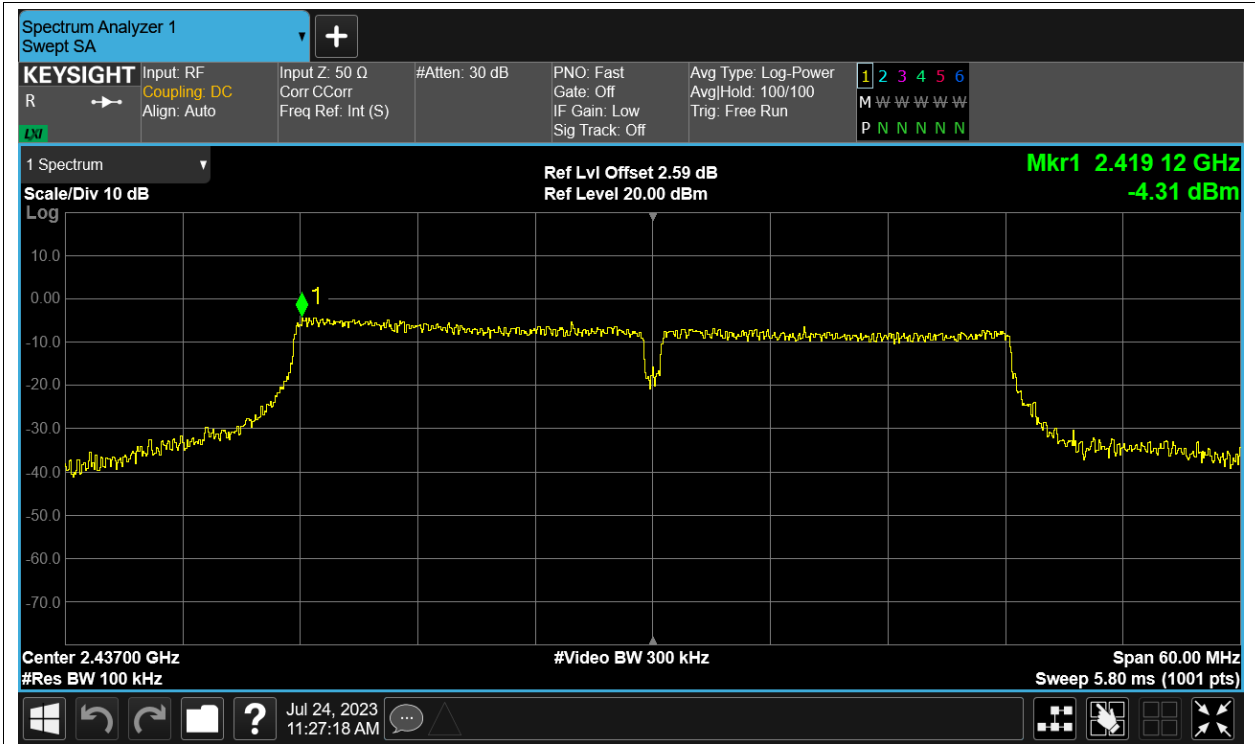 Spectrum Analyzer 1
Swept SA
KEYSIGHT
R
LXI
Input: RF
Coupling: DC
Align: Auto
Input Z: 50 Ω
Corr CCorr
Freq Ref: Int (S)
#Atten: 30 dB
PNO: Fast
Gate: Off
IF Gain: Low
Sig Track: Off
Avg Type: Log-Power
Avg|Hold: 100/100
Trig: Free Run
1 2 3 4 5 6
M W W W W W
P N N N N N
1 Spectrum
Scale/Div 10 dB
Log
Ref Lvl Offset 2.59 dB
Ref Level 20.00 dBm
Mkr1 2.419 12 GHz
-4.31 dBm
10.0
0.00
-10.0
-20.0
-30.0
-40.0
-50.0
-60.0
-70.0
1
Center 2.43700 GHz
#Res BW 100 kHz
#Video BW 300 kHz
Span 60.00 MHz
Sweep 5.80 ms (1001 pts)
?
Jul 24, 2023
11:27:18 AM